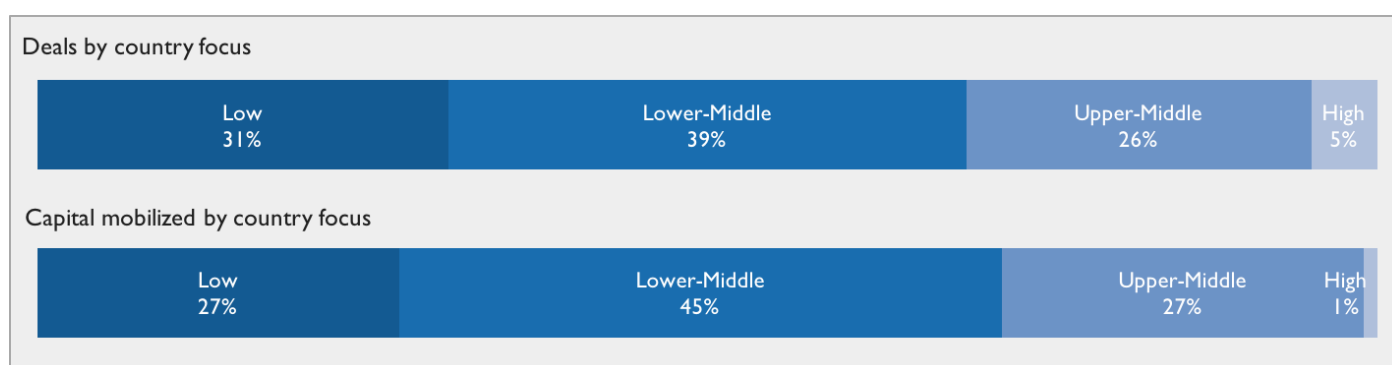 Deals by country focus
Low
31%
Lower-Middle
39%
Upper-Middle
26%
High
5%
Capital mobilized by country focus
Low
27%
Lower-Middle
45%
Upper-Middle
27%
High
1%